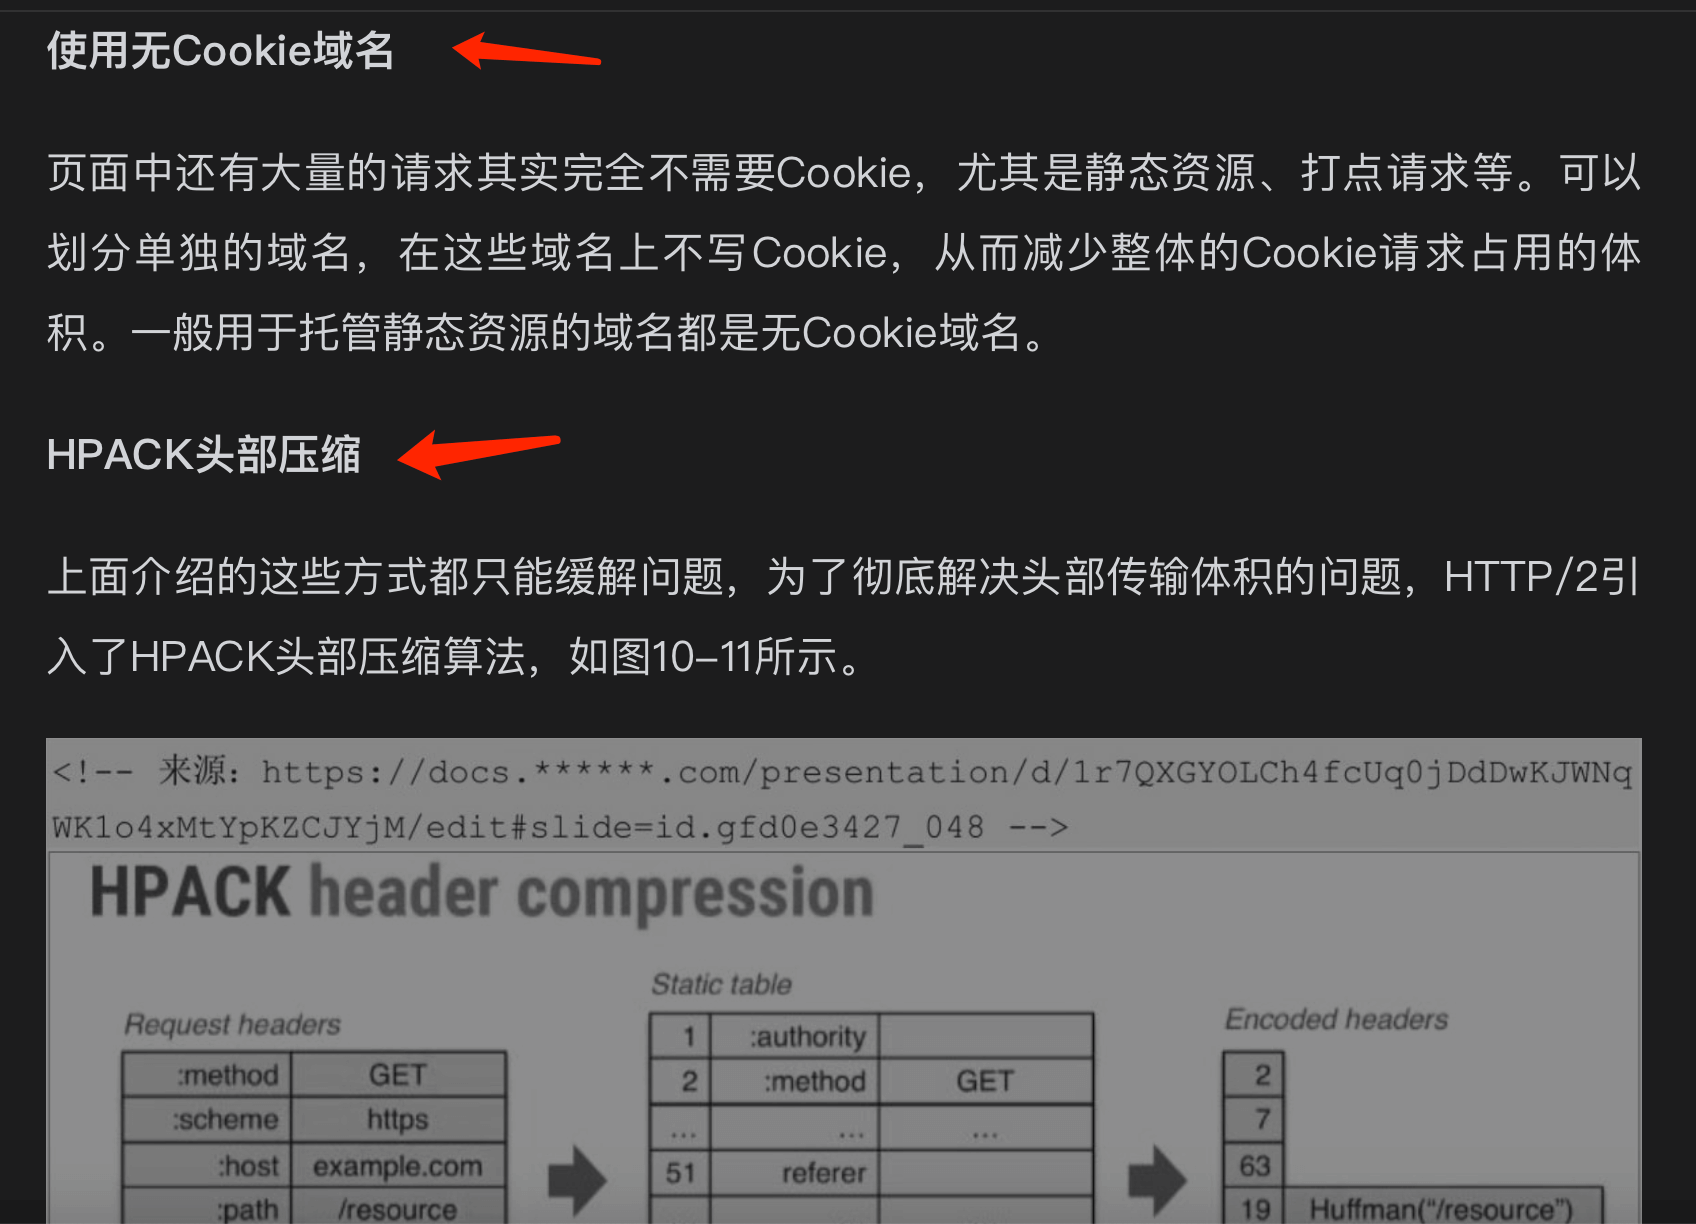 使用无Cookie域名
页面中还有大量的请求其实完全不需要Cookie，尤其是静态资源、打点请求等。可以
划分单独的域名，在这些域名上不写Cookie，从而减少整体的Cookie请求占用的体
积。一般用于托管静态资源的域名都是无Cookie域名。
HPACK头部压缩
上面介绍的这些方式都只能缓解问题，为了彻底解决头部传输体积的问题，HTTP/2引
入了HPACK头部压缩算法，如图10-11所示。
<!-- 来源：https://docs.******.com/presentation/d/1r7QXGYOLCh4fcUq0jDdDwKJWNq
WK1o4xMtYpKZCJYjM/edit#slide=id.gfd0e3427_048 -->
HPACK header compression
Request headers
:method GET
:scheme https
:host example.com
:path /resource
Static table
1 :authority
2 :method GET
... ... ...
51 referer
... ... ...
Encoded headers
2
7
63
19 Huffman("/resource")